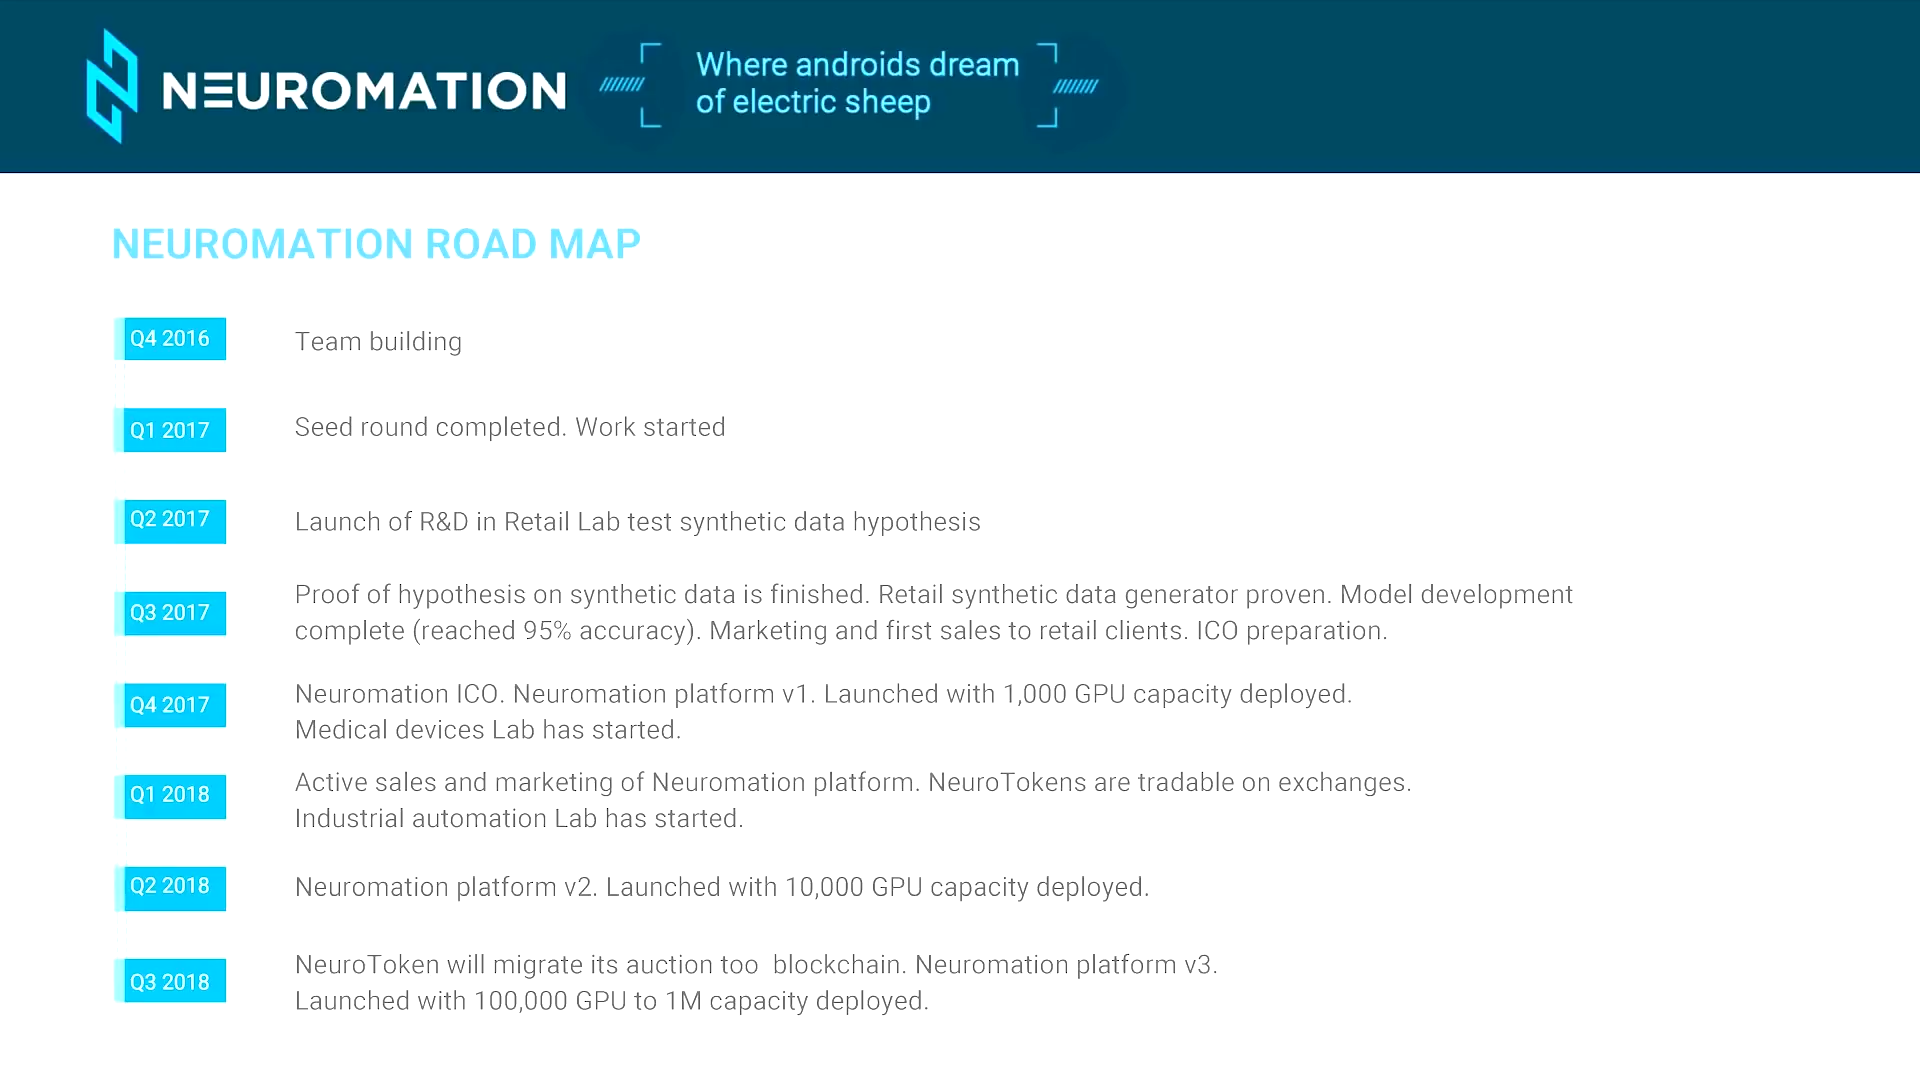 NEUROMATION
Where androids dream
of electric sheep
NEUROMATION ROAD MAP
Q4 2016
Team building
Q1 2017
Seed round completed. Work started
Q2 2017
Launch of R&D in Retail Lab test synthetic data hypothesis
Q3 2017
Proof of hypothesis on synthetic data is finished. Retail synthetic data generator proven. Model development
complete (reached 95% accuracy). Marketing and first sales to retail clients. ICO preparation.
Q4 2017
Neuromation ICO. Neuromation platform v1. Launched with 1,000 GPU capacity deployed.
Medical devices Lab has started.
Q1 2018
Active sales and marketing of Neuromation platform. NeuroTokens are tradable on exchanges.
Industrial automation Lab has started.
Q2 2018
Neuromation platform v2. Launched with 10,000 GPU capacity deployed.
Q3 2018
NeuroToken will migrate its auction too  blockchain. Neuromation platform v3.
Launched with 100,000 GPU to 1M capacity deployed.